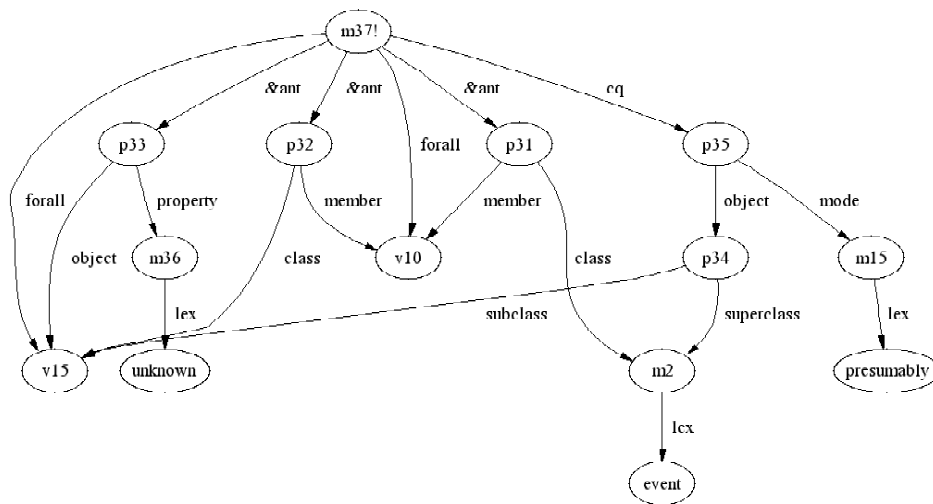 m37!
&ant &ant &ant cq
p33 p32 forall p31 p35
forall property member member object mode
object m36 class v10 class p34 m15
lex subclass superclass lex
v15 unknown m2 presumably
lex
event